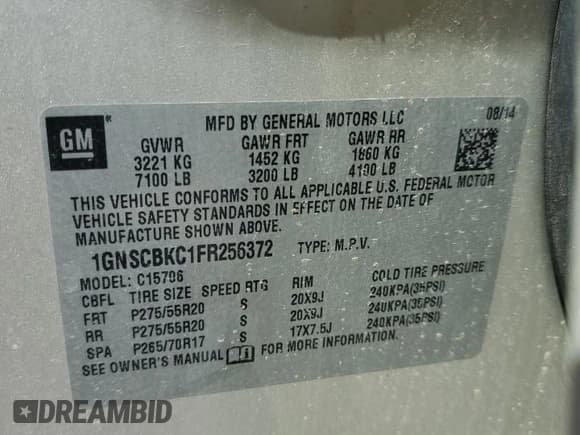 GM
MFD BY GENERAL MOTORS LLC 08/14
GVWR GAWR FRT GAWR RR
3221 KG 1452 KG 1860 KG
7100 LB 3200 LB 4100 LB
THIS VEHICLE CONFORMS TO ALL APPLICABLE U.S. FEDERAL MOTOR
VEHICLE SAFETY STANDARDS IN EFFECT ON THE DATE OF
MANUFACTURE SHOWN ABOVE.
1GNSCBKC1FR256372 TYPE: M.P.V.
MODEL: C15706
CBFL TIRE SIZE SPEED RTG RIM COLD TIRE PRESSURE
FRT P275/55R20 S 20X9J 240KPA(35PSI)
RR P275/55R20 S 20X9J 240KPA(35PSI)
SPA P265/70R17 S 17X7.5J 240KPA(35PSI)
SEE OWNER'S MANUAL FOR MORE INFORMATION.
DREAMBID